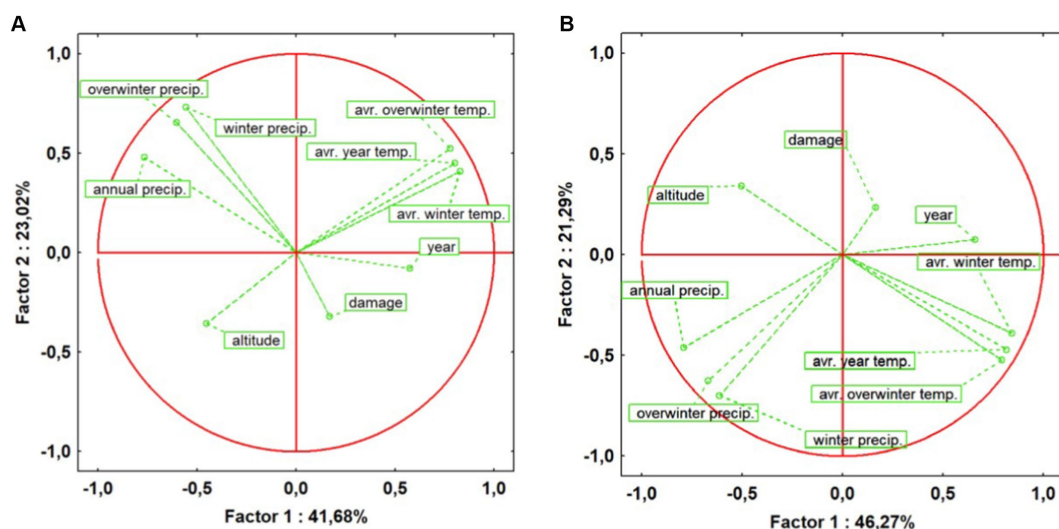 A
1,0
overwinter precip.
avr. overwinter temp.
winter precip.
avr. year temp.
0,5
annual precip.
avr. winter temp.
year
0,0
damage
altitude
-0,5
-1,0
-1,0 -0,5 0,0 0,5 1,0
Factor 2 : 23,02%
Factor 1 : 41,68%
B
1,0
damage
0,5
altitude
year
avr. winter temp.
0,0
annual precip.
-0,5
avr. year temp.
avr. overwinter temp.
overwinter precip.
winter precip.
-1,0
-1,0 -0,5 0,0 0,5 1,0
Factor 2 : 21,29%
Factor 1 : 46,27%